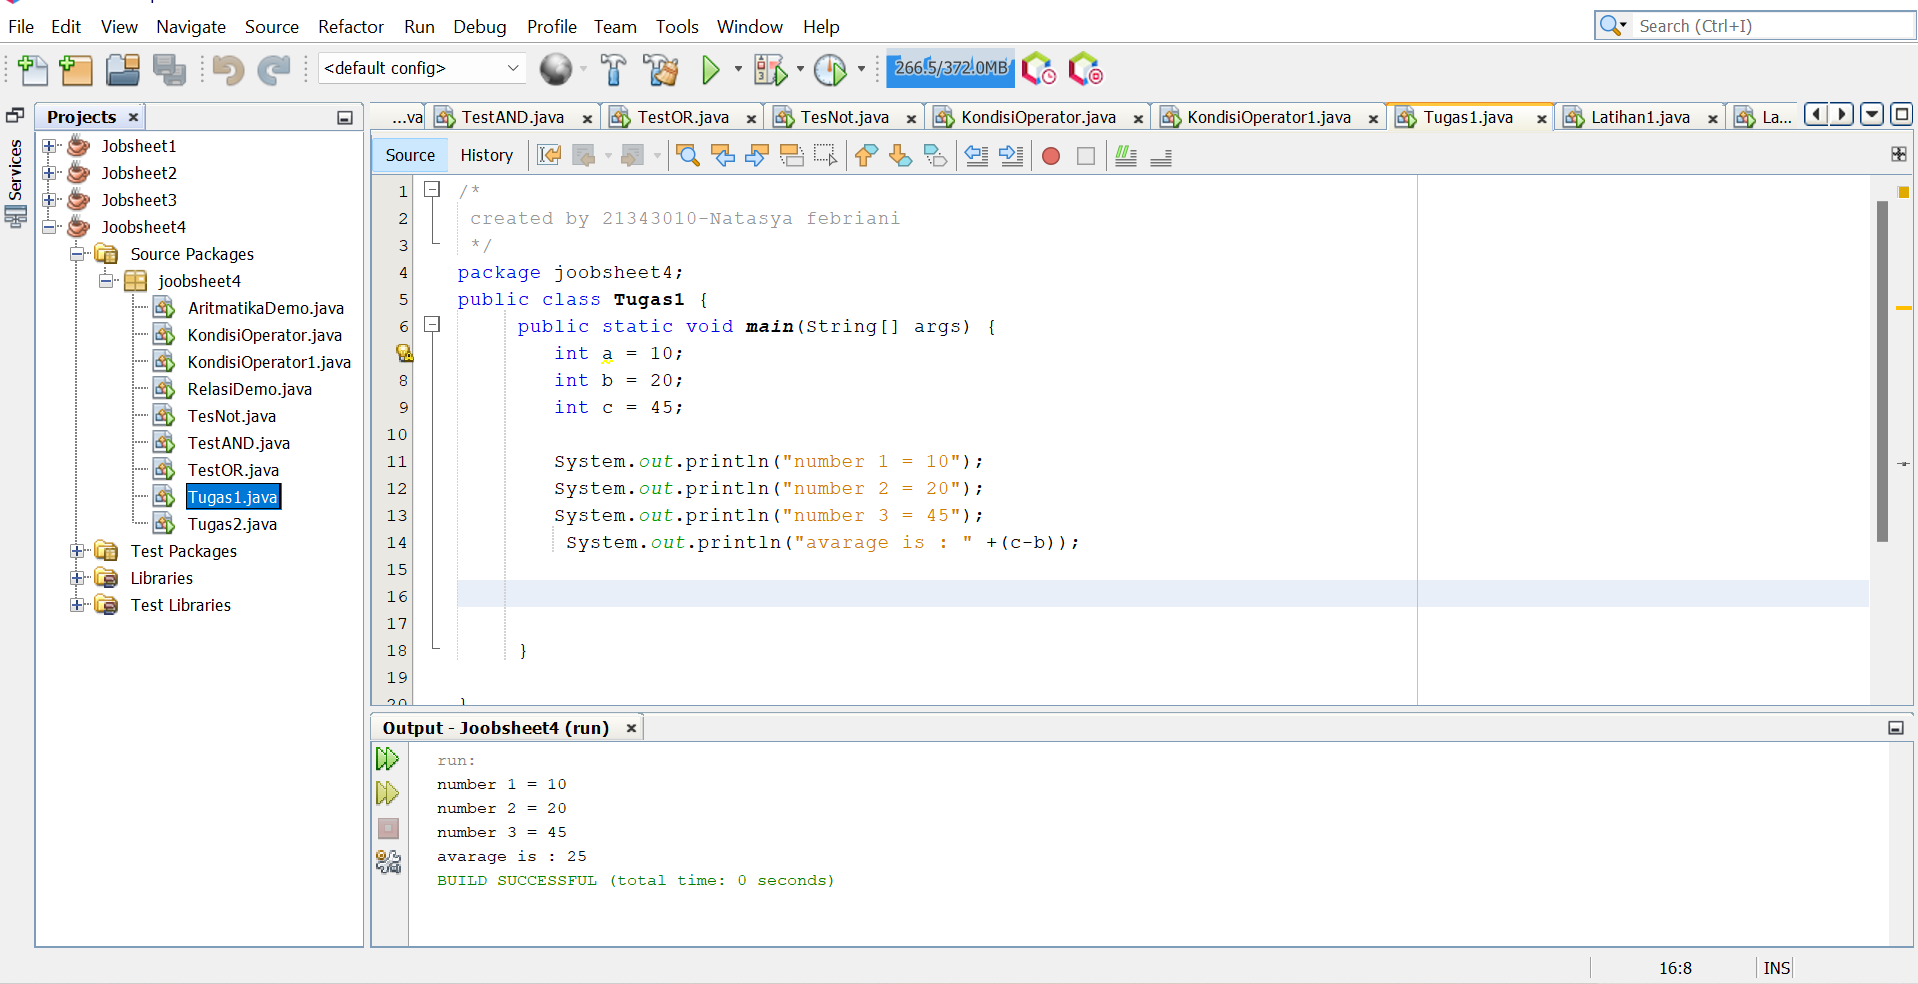 File Edit View Navigate Source Refactor Run Debug Profile Team Tools Window Help
Search (Ctrl+I)
<default config>
266.5/372.0MB
Services
Projects
Jobsheet1
Jobsheet2
Jobsheet3
Joobsheet4
Source Packages
joobsheet4
AritmatikaDemo.java
KondisiOperator.java
KondisiOperator1.java
RelasiDemo.java
TesNot.java
TestAND.java
TestOR.java
Tugas1.java
Tugas2.java
Test Packages
Libraries
Test Libraries
...va TestAND.java TestOR.java TesNot.java KondisiOperator.java KondisiOperator1.java Tugas1.java Latihan1.java La...
Source History
1 /*
2 created by 21343010-Natasya febriani
3 */
4 package joobsheet4;
5 public class Tugas1 {
6 public static void main(String[] args) {
int a = 10;
8 int b = 20;
9 int c = 45;
10
11 System.out.println("number 1 = 10");
12 System.out.println("number 2 = 20");
13 System.out.println("number 3 = 45");
14 System.out.println("avarage is : " +(c-b));
15
16
17
18 }
19
20 }
Output - Joobsheet4 (run)
run:
number 1 = 10
number 2 = 20
number 3 = 45
avarage is : 25
BUILD SUCCESSFUL (total time: 0 seconds)
16:8 INS